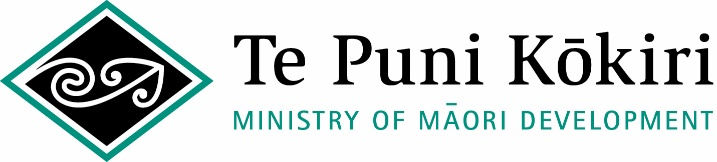 Te Puni Kōkiri
MINISTRY OF MĀORI DEVELOPMENT